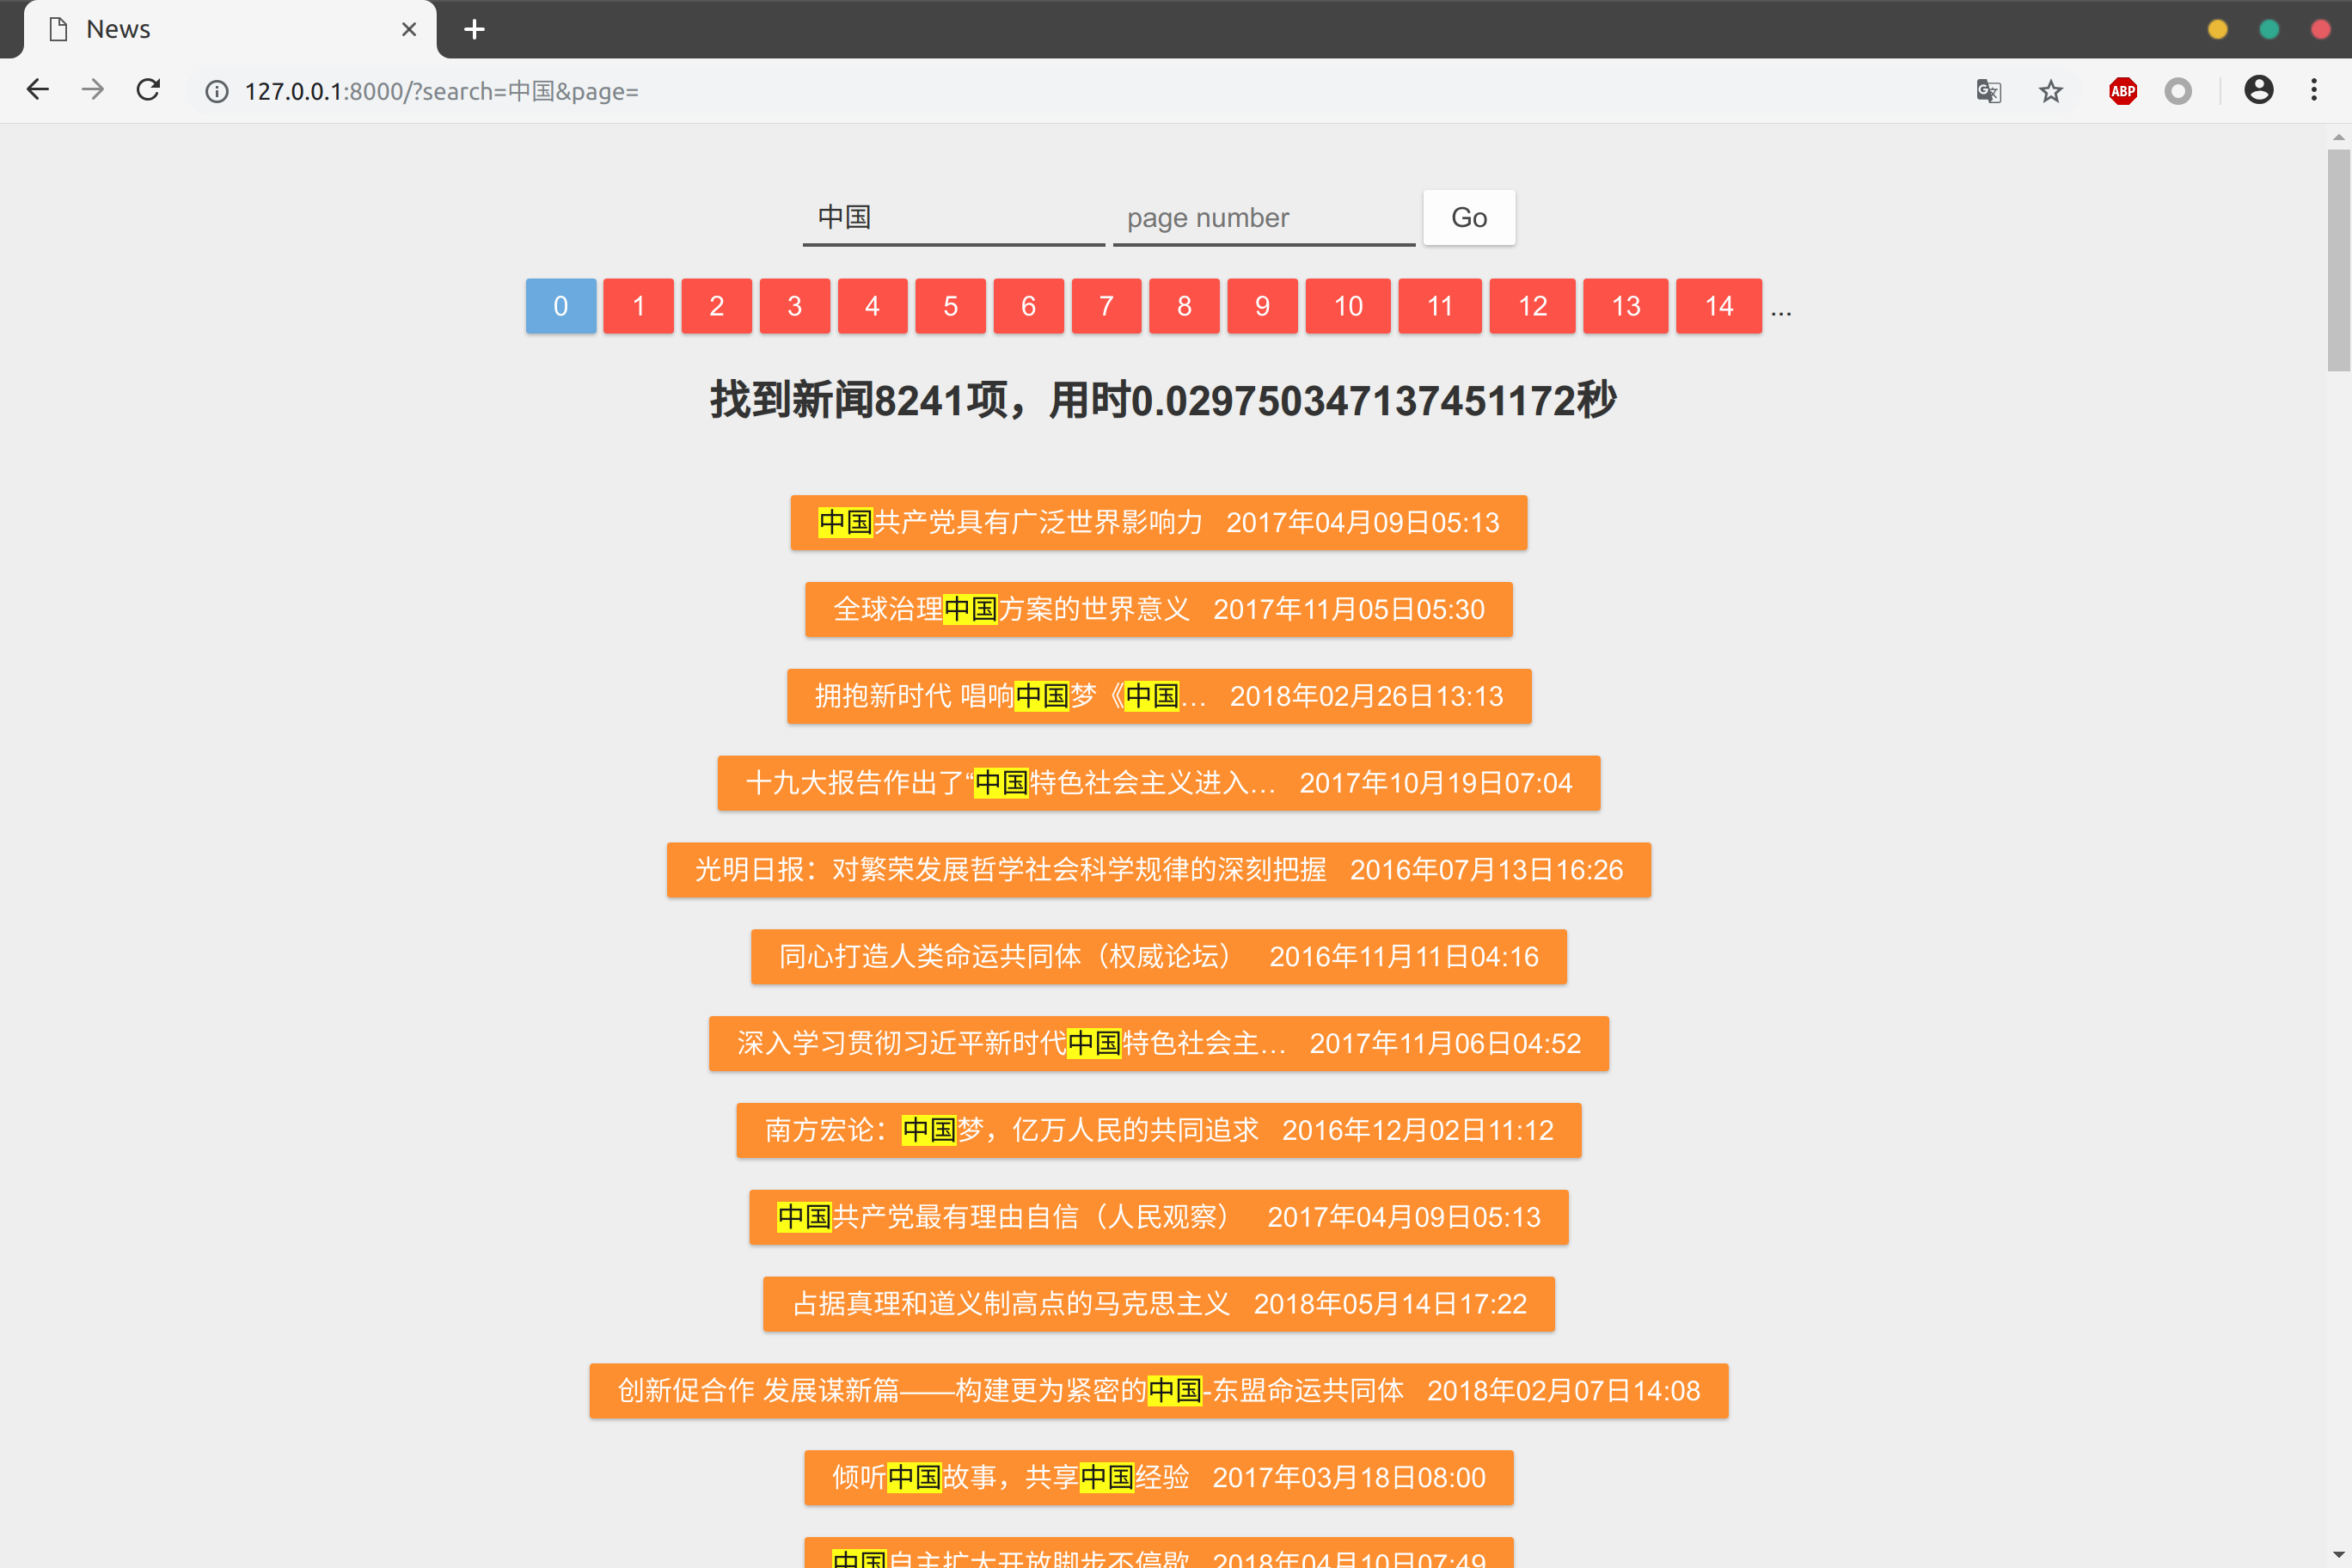 News
127.0.0.1:8000/?search=中国&page=
ABP
中国 page number Go
0 1 2 3 4 5 6 7 8 9 10 11 12 13 14 ...
找到新闻8241项，用时0.0297503471374511​72秒
中国共产党具有广泛世界影响力 2017年04月09日05:13
全球治理中国方案的世界意义 2017年11月05日05:30
拥抱新时代 唱响中国梦《中国… 2018年02月26日13:13
十九大报告作出了“中国特色社会主义进入… 2017年10月19日07:04
光明日报：对繁荣发展哲学社会科学规律的深刻把握 2016年07月13日16:26
同心打造人类命运共同体（权威论坛） 2016年11月11日04:16
深入学习贯彻习近平新时代中国特色社会主… 2017年11月06日04:52
南方宏论：中国梦，亿万人民的共同追求 2016年12月02日11:12
中国共产党最有理由自信（人民观察） 2017年04月09日05:13
占据真理和道义制高点的马克思主义 2018年05月14日17:22
创新促合作 发展谋新篇——构建更为紧密的中国-东盟命运共同体 2018年02月07日14:08
倾听中国故事，共享中国经验 2017年03月18日08:00
中国自主扩大开放脚步不停歇 2018年04月10日07:49